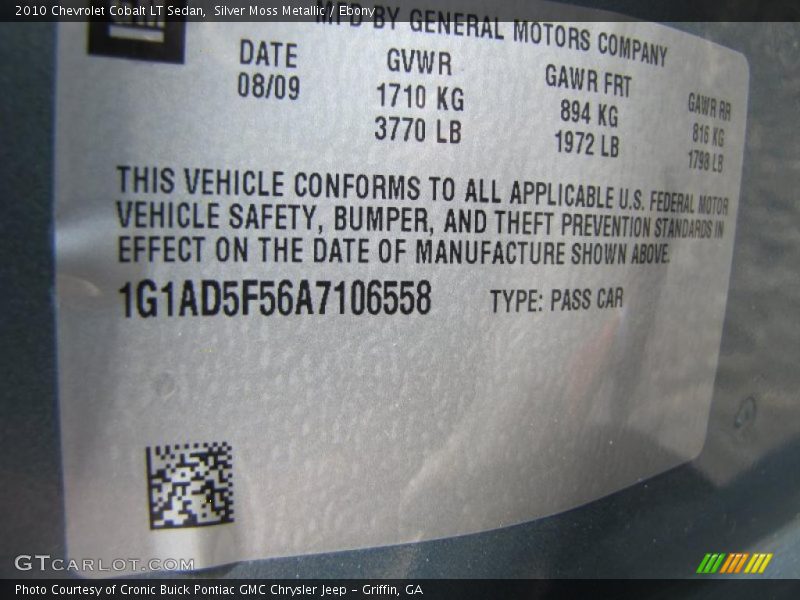 2010 Chevrolet Cobalt LT Sedan, Silver Moss Metallic / Ebony
MFD BY GENERAL MOTORS COMPANY
DATE GVWR GAWR FRT GAWR RR
08/09 1710 KG 894 KG 816 KG
3770 LB 1972 LB 1798 LB
THIS VEHICLE CONFORMS TO ALL APPLICABLE U.S. FEDERAL MOTOR
VEHICLE SAFETY, BUMPER, AND THEFT PREVENTION STANDARDS IN
EFFECT ON THE DATE OF MANUFACTURE SHOWN ABOVE.
1G1AD5F56A7106558 TYPE: PASS CAR
GTCARLOT.COM
Photo Courtesy of Cronic Buick Pontiac GMC Chrysler Jeep - Griffin, GA